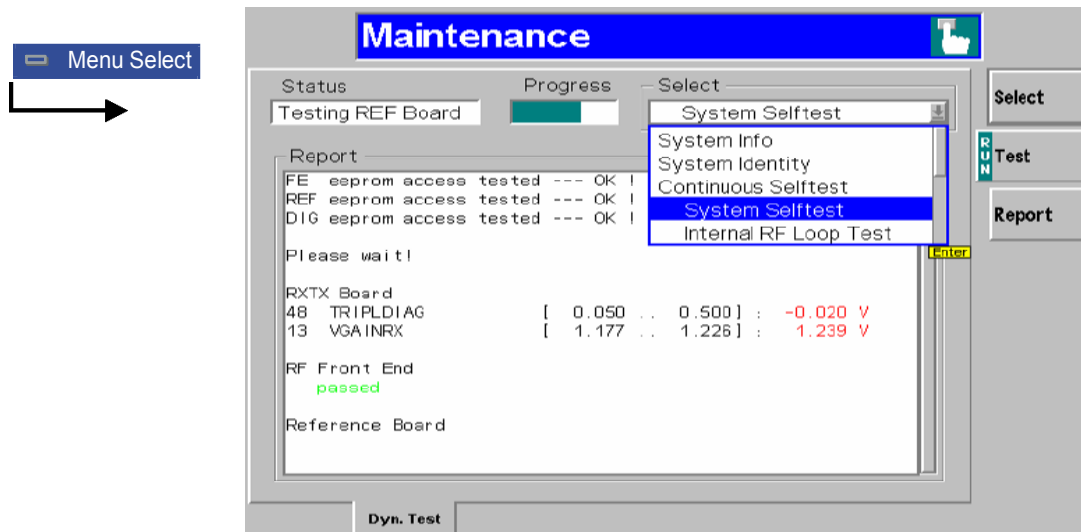 Menu Select
Maintenance
Status
Progress
Select
Testing REF Board
System Selftest
System Info
System Identity
Continuous Selftest
System Selftest
Internal RF Loop Test
Report
FE eeprom access tested --- OK !
REF eeprom access tested --- OK !
DIG eeprom access tested --- OK !
Please wait!
RXTX Board
48 TRIPLDIAG [ 0.050 .. 0.500] : -0.020 V
13 VGAINRX [ 1.177 .. 1.226] : 1.239 V
RF Front End
passed
Reference Board
Enter
Select
RUN
Test
Report
Dyn. Test